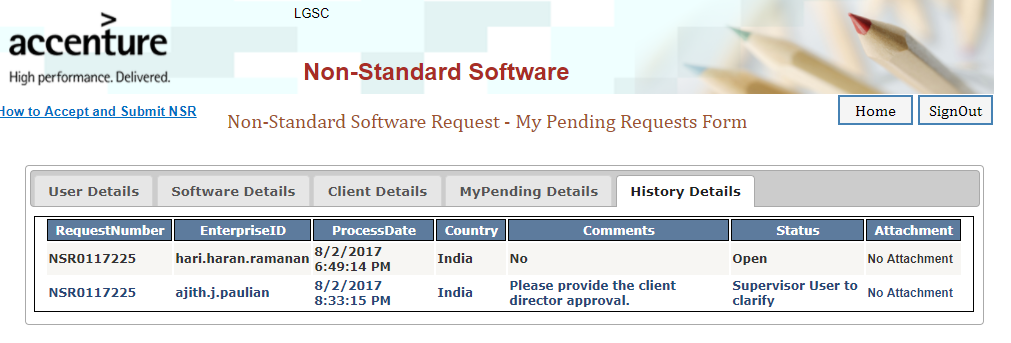 LGSC
>
accenture
High performance. Delivered.
Non-Standard Software
How to Accept and Submit NSR
Non-Standard Software Request - My Pending Requests Form
Home
SignOut
User Details
Software Details
Client Details
MyPending Details
History Details
RequestNumber EnterpriseID ProcessDate Country Comments Status Attachment
NSR0117225 hari.haran.ramanan 8/2/2017 India No Open No Attachment
6:49:14 PM
NSR0117225 ajith.j.paulian 8/2/2017 India Please provide the client Supervisor User to No Attachment
8:33:15 PM director approval. clarify